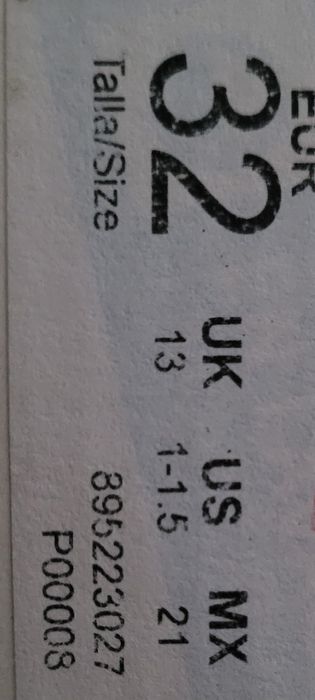 EUR
32
Talla/Size
UK US MX
13 1-1.5 21
895223027
P00008